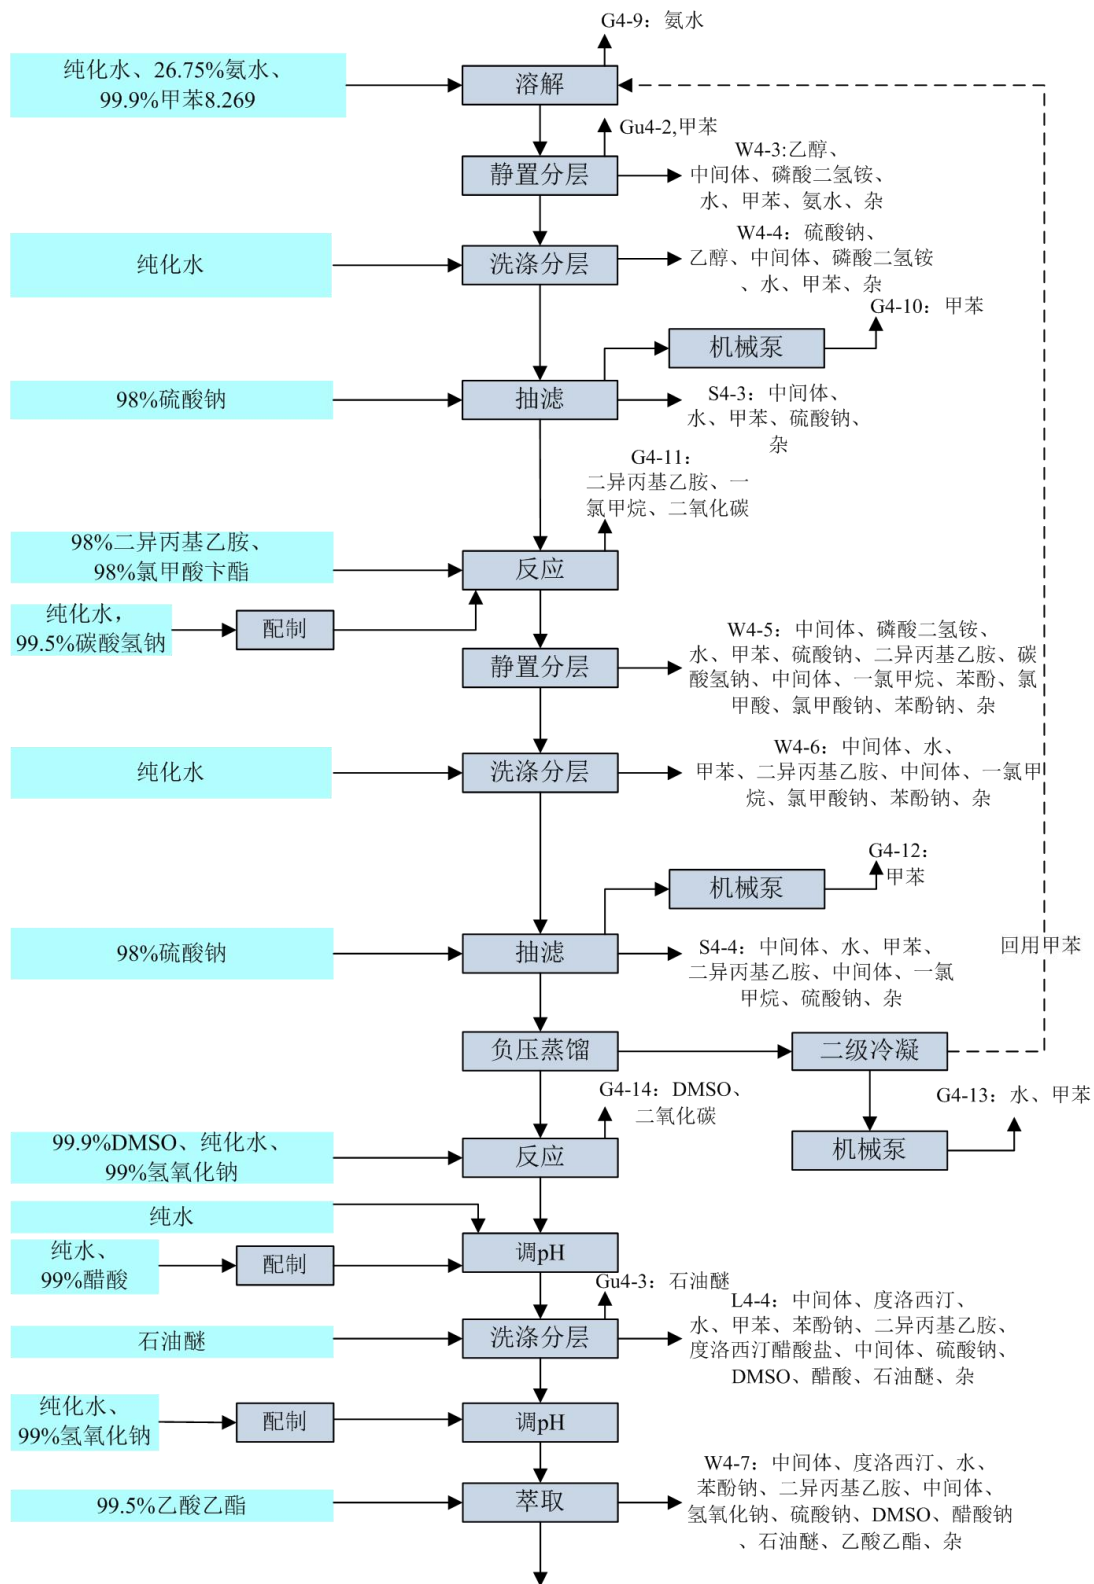 G4-9：氨水
纯化水、26.75%氨水、
99.9%甲苯8.269
溶解
Gu4-2,甲苯
静置分层
W4-3:乙醇、
中间体、磷酸二氢铵、
水、甲苯、氨水、杂
纯化水
洗涤分层
W4-4：硫酸钠、
乙醇、中间体、磷酸二氢铵
、水、甲苯、杂
G4-10：甲苯
机械泵
98%硫酸钠
抽滤
S4-3：中间体、
水、甲苯、硫酸钠、
杂
G4-11：
二异丙基乙胺、一
氯甲烷、二氧化碳
98%二异丙基乙胺、
98%氯甲酸卞酯
反应
纯化水，
99.5%碳酸氢钠
配制
静置分层
W4-5：中间体、磷酸二氢铵、
水、甲苯、硫酸钠、二异丙基乙胺、碳
酸氢钠、中间体、一氯甲烷、苯酚、氯
甲酸、氯甲酸钠、苯酚钠、杂
纯化水
洗涤分层
W4-6：中间体、水、
甲苯、二异丙基乙胺、中间体、一氯甲
烷、氯甲酸钠、苯酚钠、杂
G4-12：
甲苯
机械泵
98%硫酸钠
抽滤
S4-4：中间体、水、甲苯、
二异丙基乙胺、中间体、一氯
甲烷、硫酸钠、杂
回用甲苯
负压蒸馏
二级冷凝
G4-14：DMSO、
二氧化碳
G4-13：水、甲苯
99.9%DMSO、纯化水、
99%氢氧化钠
反应
机械泵
纯水
纯水、
99%醋酸
配制
调pH
Gu4-3：石油醚
石油醚
洗涤分层
L4-4：中间体、度洛西汀、
水、甲苯、苯酚钠、二异丙基乙胺、
度洛西汀醋酸盐、中间体、硫酸钠、
DMSO、醋酸、石油醚、杂
纯化水、
99%氢氧化钠
配制
调pH
99.5%乙酸乙酯
萃取
W4-7：中间体、度洛西汀、水、
苯酚钠、二异丙基乙胺、中间体、
氢氧化钠、硫酸钠、DMSO、醋酸钠
、石油醚、乙酸乙酯、杂